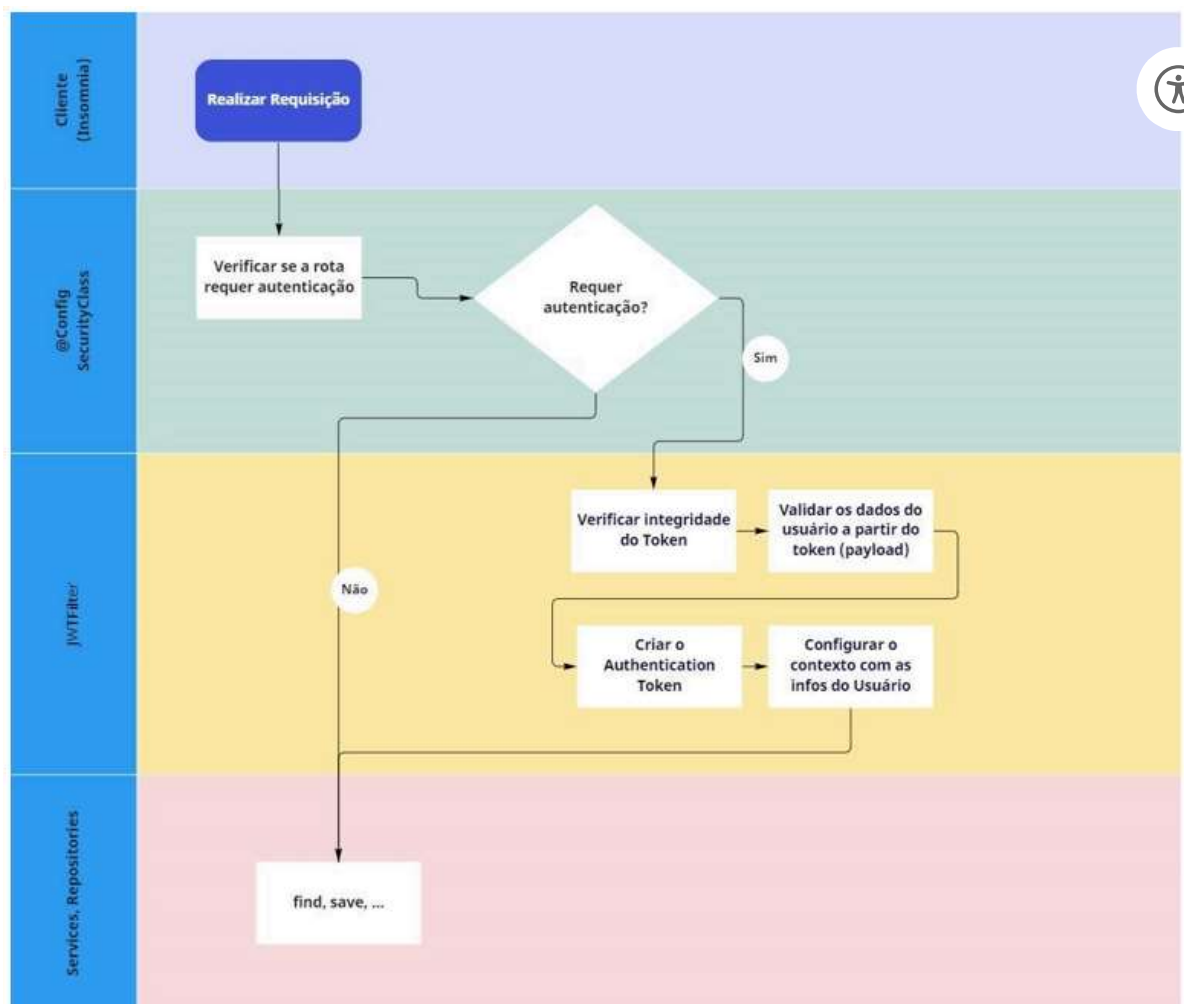 Cliente
(Insomnia)
Realizar Requisição
@Config
SecurityClass
Verificar se a rota
requer autenticação
Requer
autenticação?
Sim
JWTFilter
Verificar integridade
do Token
Validar os dados do
usuário a partir do
token (payload)
Não
Criar o
Authentication
Token
Configurar o
contexto com as
infos do Usuário
Services, Repositories
find, save, ...